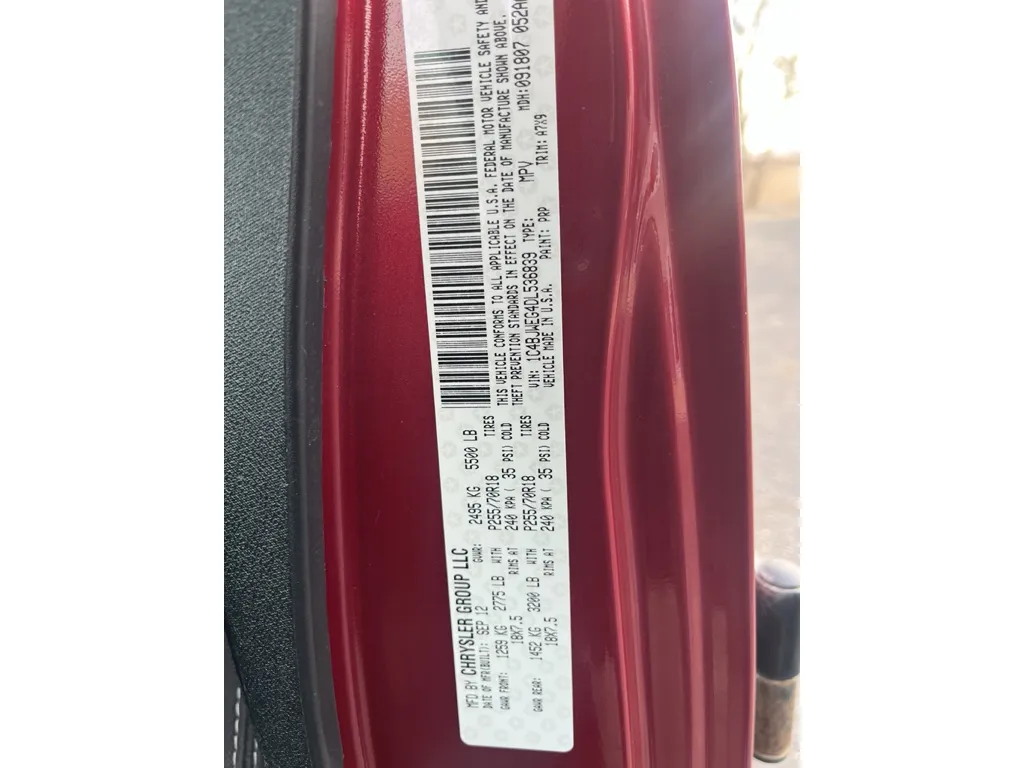 MFD BY CHRYSLER GROUP LLC
DATE OF MFR(BUILT): SEP 12 GVWR: 2495 KG 5500 LB
GAWR FRONT: 1259 KG 2775 LB WITH P255/70R18 TIRES
18X7.5 RIMS AT 240 KPA ( 35 PSI) COLD
GAWR REAR: 1452 KG 3200 LB WITH P255/70R18 TIRES
18X7.5 RIMS AT 240 KPA ( 35 PSI) COLD
THIS VEHICLE CONFORMS TO ALL APPLICABLE U.S.A. FEDERAL MOTOR VEHICLE SAFETY AND
THEFT PREVENTION STANDARDS IN EFFECT ON THE DATE OF MANUFACTURE SHOWN ABOVE.
VIN: 1C4BJWEG4DL536839 TYPE: MPV MDH:091807 052A
VEHICLE MADE IN U.S.A. PAINT: PRP TRIM: A7X9